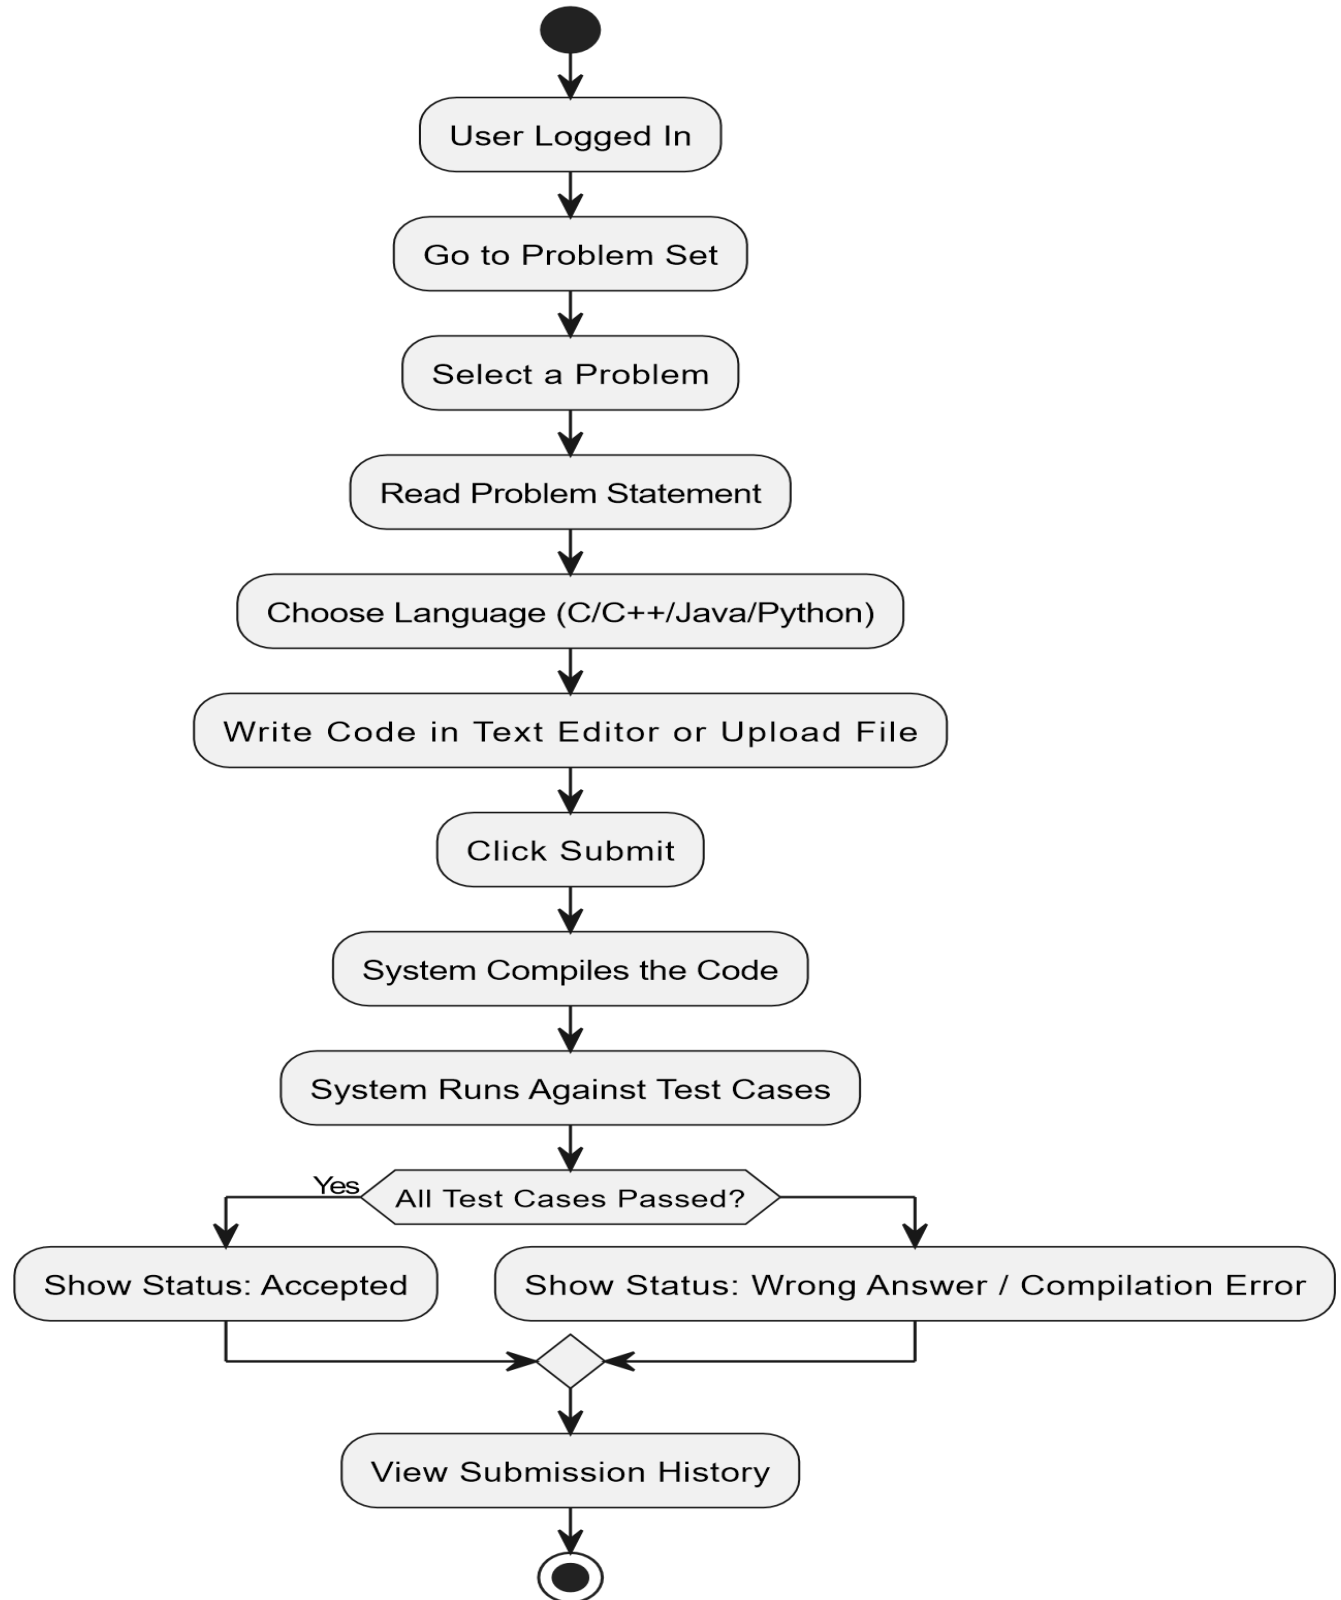 User Logged In
Go to Problem Set
Select a Problem
Read Problem Statement
Choose Language (C/C++/Java/Python)
Write Code in Text Editor or Upload File
Click Submit
System Compiles the Code
System Runs Against Test Cases
Yes
All Test Cases Passed?
Show Status: Accepted
Show Status: Wrong Answer / Compilation Error
View Submission History